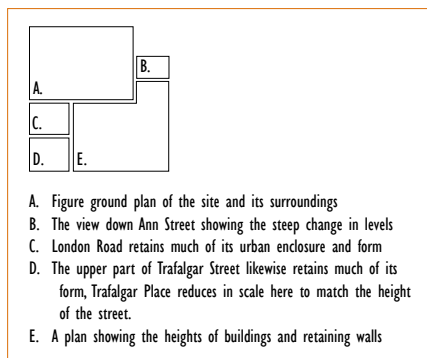 A.
B.
C.
D.
E.
A. Figure ground plan of the site and its surroundings
B. The view down Ann Street showing the steep change in levels
C. London Road retains much of its urban enclosure and form
D. The upper part of Trafalgar Street likewise retains much of its
form, Trafalgar Place reduces in scale here to match the height
of the street.
E. A plan showing the heights of buildings and retaining walls